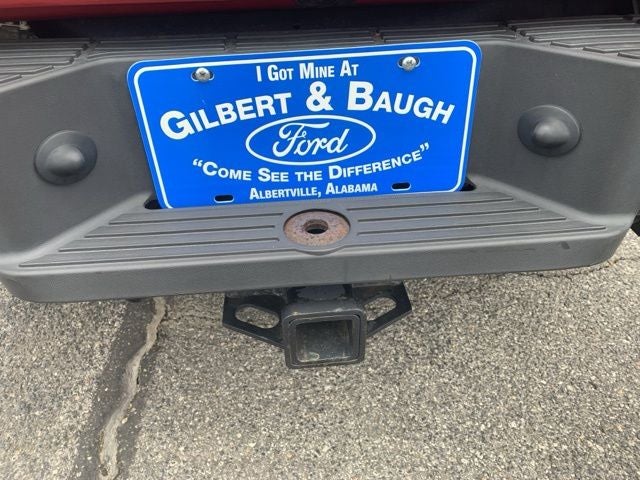 I Got Mine At
Gilbert & Baugh
Ford
"Come See the Difference"
Albertville, Alabama